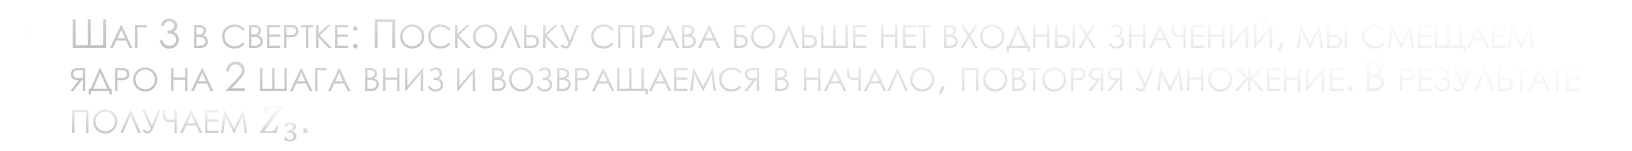 Шаг 3 в свертке: Поскольку справа больше нет входных значений, мы смещаем
ядро на 2 шага вниз и возвращаемся в начало, повторяя умножение. В результате
получаем Z₃.